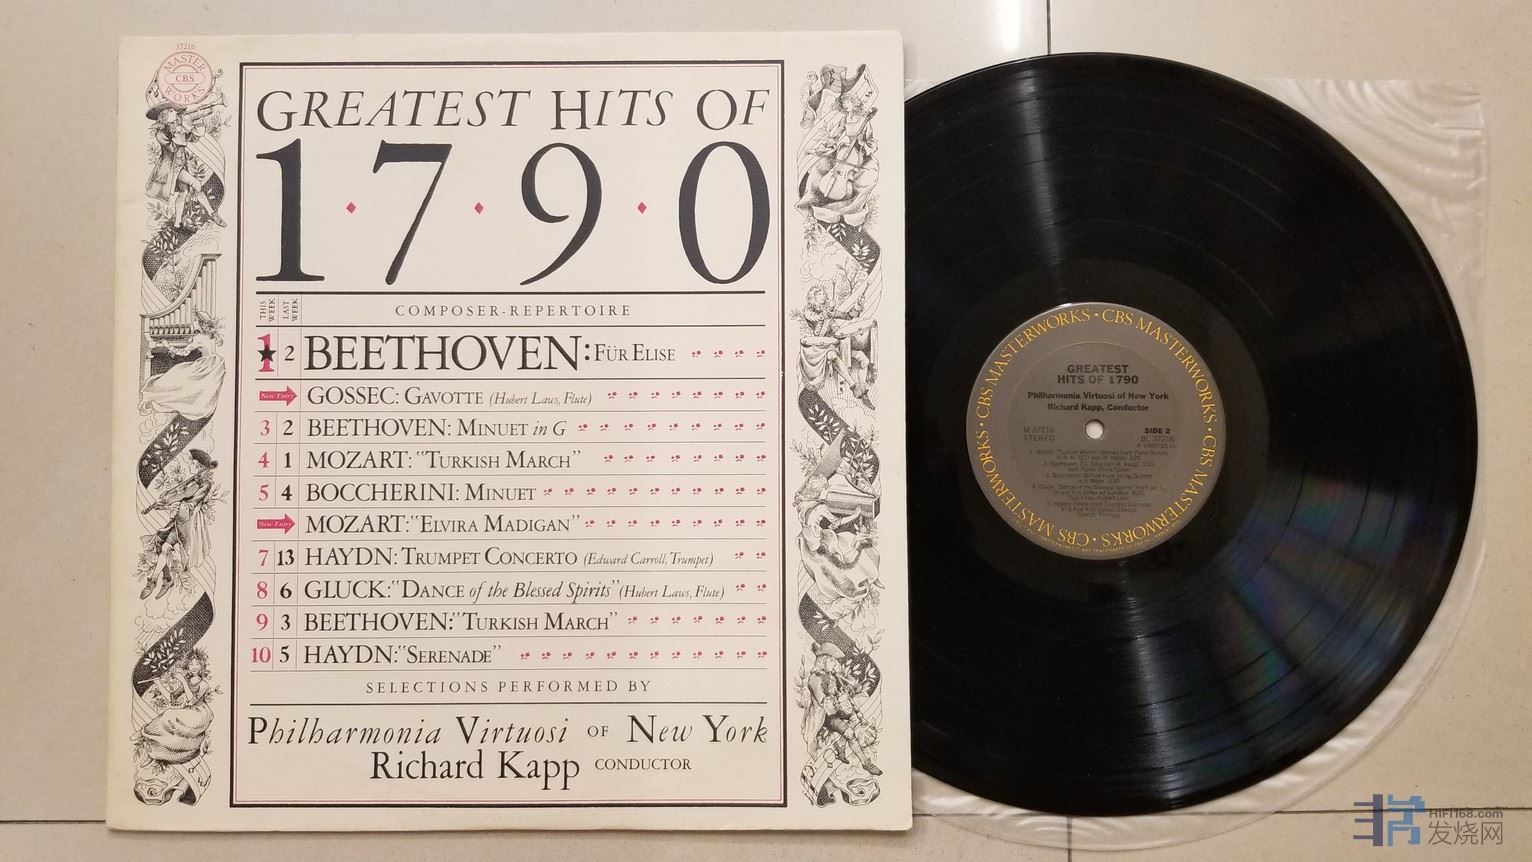 37216
MASTER
CBS
WORKS
GREATEST HITS OF
1·7·9·0
THIS WEEK
LAST WEEK
COMPOSER-REPERTOIRE
1 2 BEETHOVEN: FÜR ELISE
New Entry GOSSEC: GAVOTTE (Hubert Laws, Flute)
3 2 BEETHOVEN: MINUET in G
4 1 MOZART: "TURKISH MARCH"
5 4 BOCCHERINI: MINUET
New Entry MOZART: "ELVIRA MADIGAN"
7 13 HAYDN: TRUMPET CONCERTO (Edward Carroll, Trumpet)
8 6 GLUCK: "DANCE of the Blessed Spirits" (Hubert Laws, Flute)
9 3 BEETHOVEN: "TURKISH MARCH"
10 5 HAYDN: "SERENADE"
SELECTIONS PERFORMED BY
Philharmonia Virtuosi OF New York
Richard Kapp CONDUCTOR
CBS MASTERWORKS · CBS MASTERWORKS · CBS MASTERWORKS · CBS MASTERWORKS ·
GREATEST
HITS OF 1790
Philharmonia Virtuosi of New York
Richard Kapp, Conductor
M 37216 SIDE 2
STEREO BL 37216
HIFI168.com
发烧网